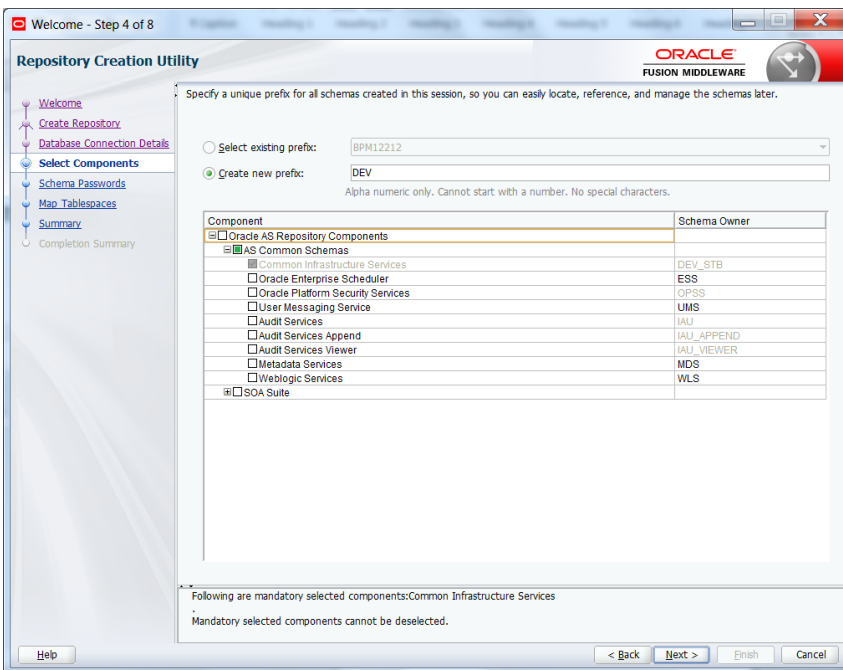 Welcome - Step 4 of 8
Repository Creation Utility
ORACLE
FUSION MIDDLEWARE
Welcome
Create Repository
Database Connection Details
Select Components
Schema Passwords
Map Tablespaces
Summary
Completion Summary
Specify a unique prefix for all schemas created in this session, so you can easily locate, reference, and manage the schemas later.
Select existing prefix: BPM12212
Create new prefix: DEV
Alpha numeric only. Cannot start with a number. No special characters.
Component Schema Owner
Oracle AS Repository Components
AS Common Schemas
Common Infrastructure Services DEV_STB
Oracle Enterprise Scheduler ESS
Oracle Platform Security Services OPSS
User Messaging Service UMS
Audit Services IAU
Audit Services Append IAU_APPEND
Audit Services Viewer IAU_VIEWER
Metadata Services MDS
Weblogic Services WLS
SOA Suite
Following are mandatory selected components:Common Infrastructure Services
.
Mandatory selected components cannot be deselected.
Help < Back Next > Finish Cancel